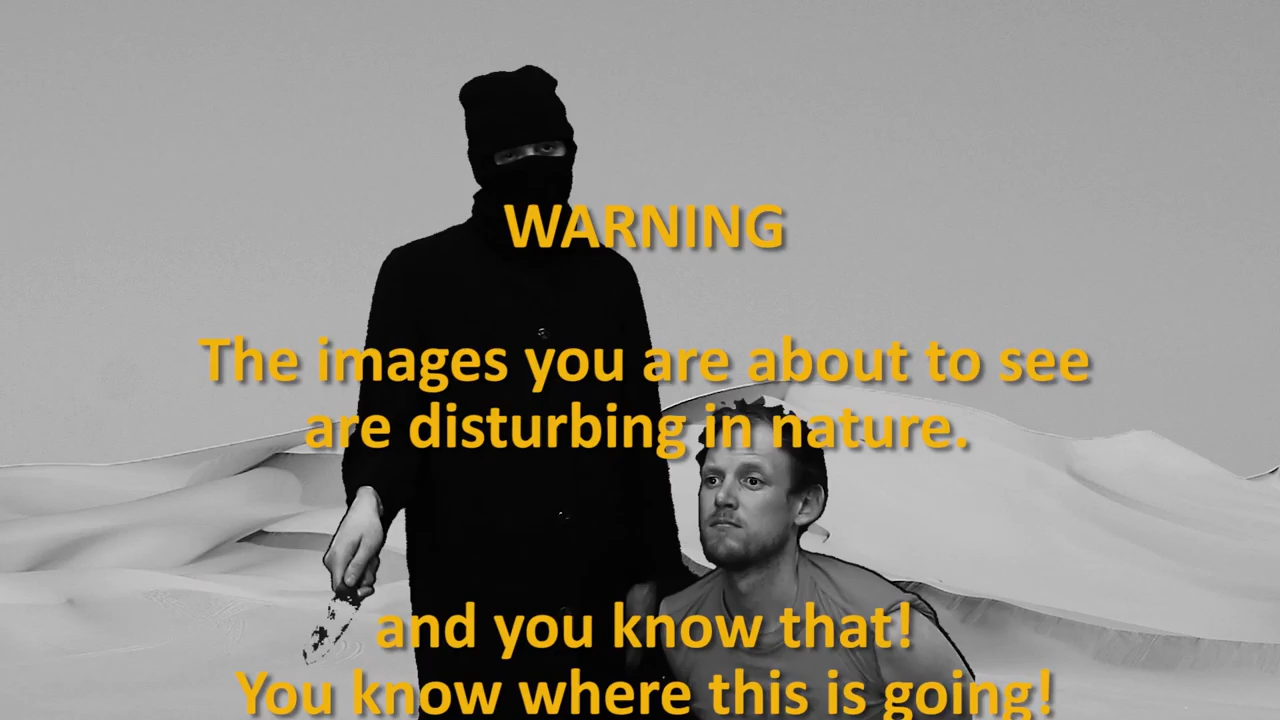 WARNING
The images you are about to see
are disturbing in nature.
and you know that!
You know where this is going!